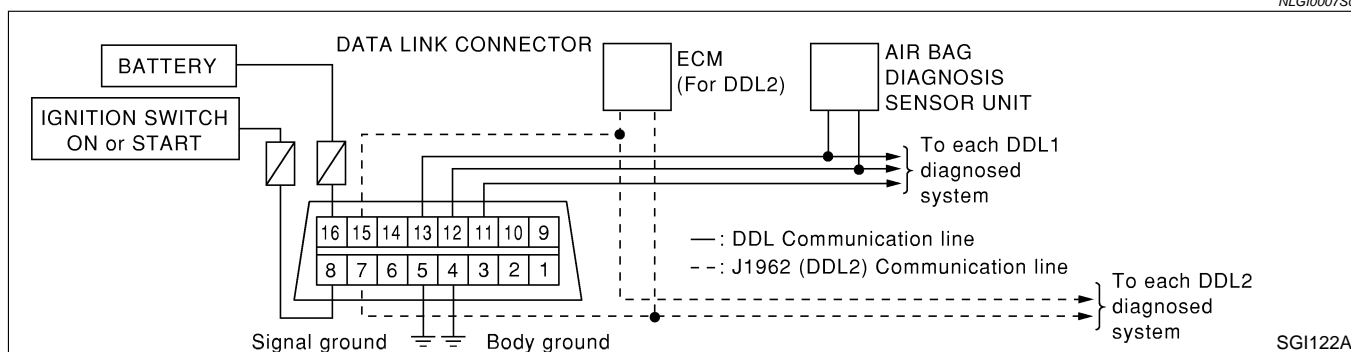 NLGI0007S0
DATA LINK CONNECTOR
BATTERY
IGNITION SWITCH
ON or START
ECM
(For DDL2)
AIR BAG
DIAGNOSIS
SENSOR UNIT
To each DDL1
diagnosed
system
16 15 14 13 12 11 10 9
8 7 6 5 4 3 2 1
: DDL Communication line
: J1962 (DDL2) Communication line
To each DDL2
diagnosed
system
Signal ground
Body ground
SGI122A